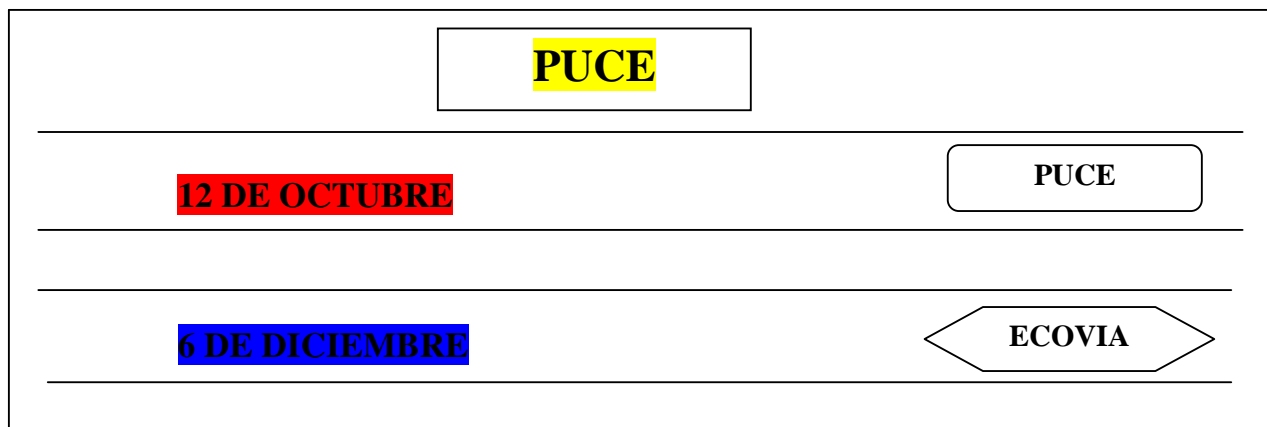 PUCE
PUCE
12 DE OCTUBRE
ECOVIA
6 DE DICIEMBRE